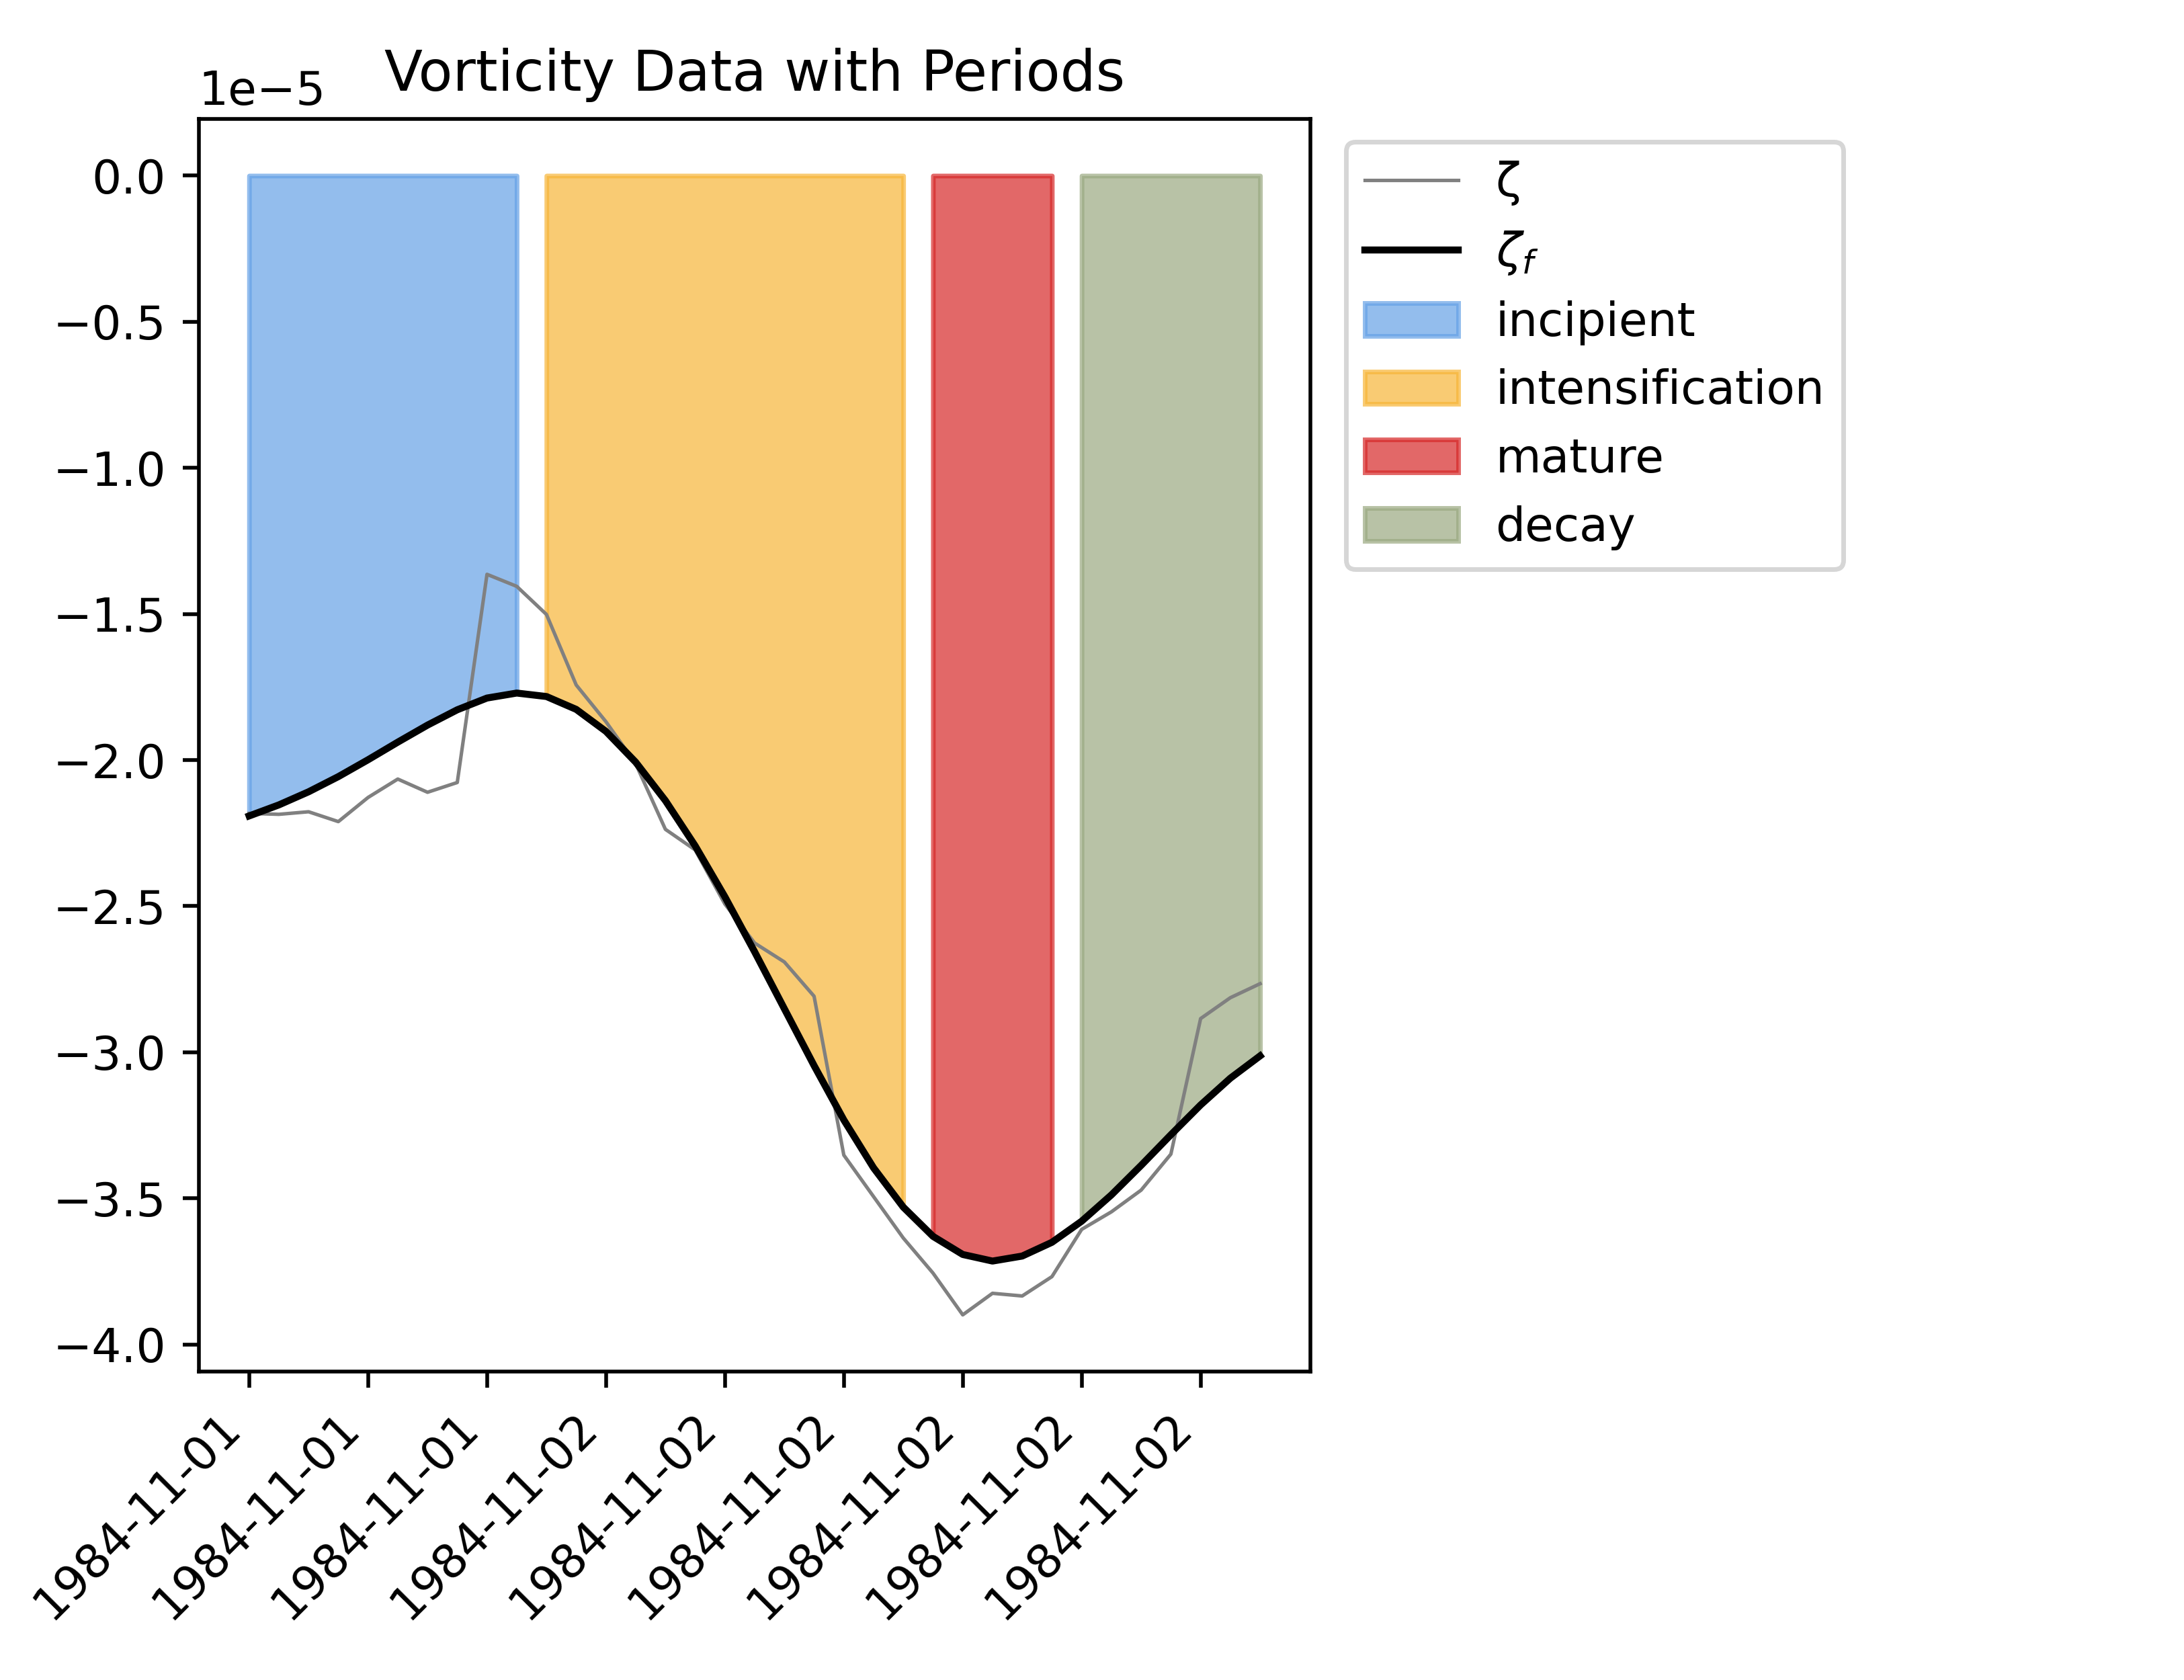 Vorticity Data with Periods
1e−5
0.0
−0.5
−1.0
−1.5
−2.0
−2.5
−3.0
−3.5
−4.0
1984-11-01
1984-11-01
1984-11-01
1984-11-02
1984-11-02
1984-11-02
1984-11-02
1984-11-02
1984-11-02
ζ
ζf
incipient
intensification
mature
decay